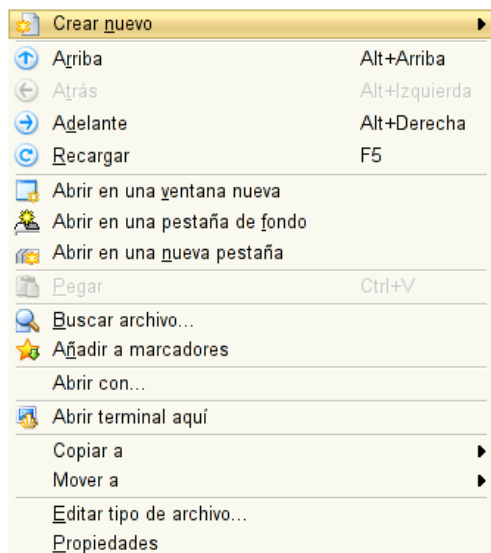 Crear nuevo
Arriba Alt+Arriba
Atrás Alt+Izquierda
Adelante Alt+Derecha
Recargar F5
Abrir en una ventana nueva
Abrir en una pestaña de fondo
Abrir en una nueva pestaña
Pegar Ctrl+V
Buscar archivo...
Añadir a marcadores
Abrir con...
Abrir terminal aquí
Copiar a
Mover a
Editar tipo de archivo...
Propiedades